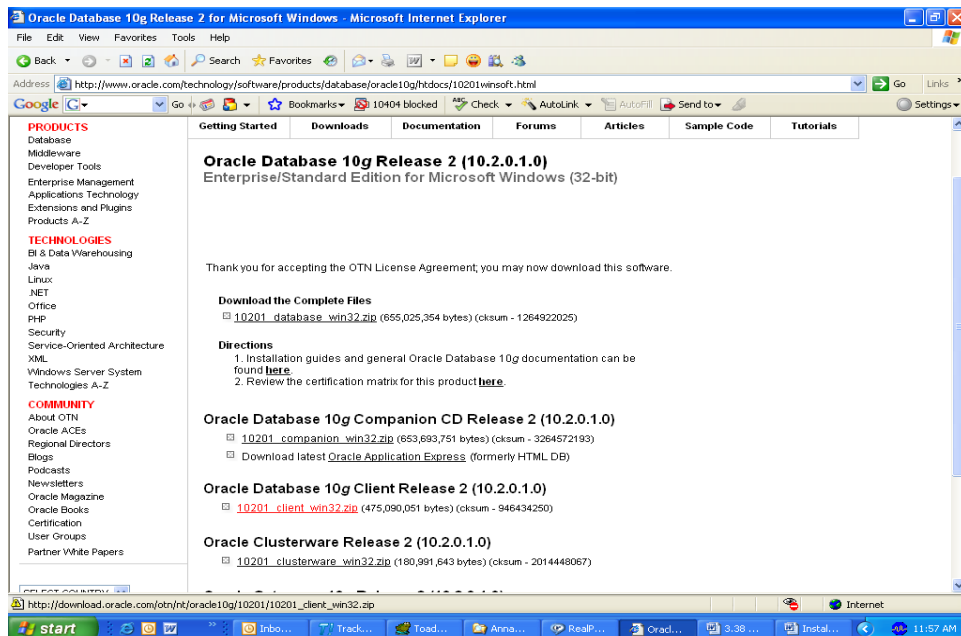 Oracle Database 10g Release 2 for Microsoft Windows - Microsoft Internet Explorer
File Edit View Favorites Tools Help
Back Search Favorites
Address http://www.oracle.com/technology/software/products/database/oracle10g/htdocs/10201winsoft.html Go Links
Google G Go Bookmarks 10404 blocked Check AutoLink AutoFill Send to Settings
PRODUCTS
Database
Middleware
Developer Tools
Enterprise Management
Applications Technology
Extensions and Plugins
Products A-Z
TECHNOLOGIES
BI & Data Warehousing
Java
Linux
.NET
Office
PHP
Security
Service-Oriented Architecture
XML
Windows Server System
Technologies A-Z
COMMUNITY
About OTN
Oracle ACEs
Regional Directors
Blogs
Podcasts
Newsletters
Oracle Magazine
Oracle Books
Certification
User Groups
Partner White Papers
SELECT COUNTRY
Getting Started Downloads Documentation Forums Articles Sample Code Tutorials
Oracle Database 10g Release 2 (10.2.0.1.0)
Enterprise/Standard Edition for Microsoft Windows (32-bit)
Thank you for accepting the OTN License Agreement; you may now download this software.
Download the Complete Files
10201_database_win32.zip (655,025,354 bytes) (cksum - 1264922025)
Directions
1. Installation guides and general Oracle Database 10g documentation can be
found here.
2. Review the certification matrix for this product here.
Oracle Database 10g Companion CD Release 2 (10.2.0.1.0)
10201_companion_win32.zip (653,693,751 bytes) (cksum - 3264572193)
Download latest Oracle Application Express (formerly HTML DB)
Oracle Database 10g Client Release 2 (10.2.0.1.0)
10201_client_win32.zip (475,090,051 bytes) (cksum - 946434250)
Oracle Clusterware Release 2 (10.2.0.1.0)
10201_clusterware_win32.zip (180,991,643 bytes) (cksum - 2014448067)
http://download.oracle.com/otn/nt/oracle10g/10201/10201_client_win32.zip Internet
start Inbo... Track... Toad... Anna... RealP... Oracl... 3.38 ... Instal... 11:57 AM